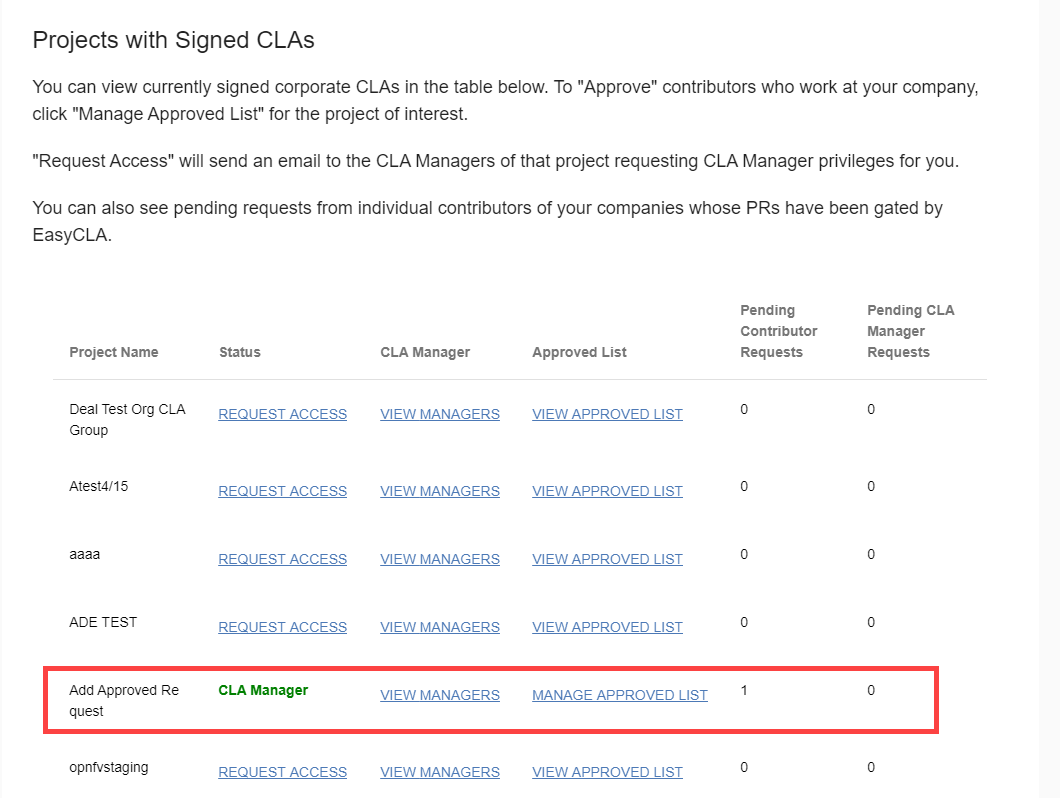 Projects with Signed CLAs
You can view currently signed corporate CLAs in the table below. To "Approve" contributors who work at your company,
click "Manage Approved List" for the project of interest.
"Request Access" will send an email to the CLA Managers of that project requesting CLA Manager privileges for you.
You can also see pending requests from individual contributors of your companies whose PRs have been gated by
EasyCLA.
Project Name Status CLA Manager Approved List Pending Contributor Requests Pending CLA Manager Requests
Deal Test Org CLA
Group REQUEST ACCESS VIEW MANAGERS VIEW APPROVED LIST 0 0
Atest4/15 REQUEST ACCESS VIEW MANAGERS VIEW APPROVED LIST 0 0
aaaa REQUEST ACCESS VIEW MANAGERS VIEW APPROVED LIST 0 0
ADE TEST REQUEST ACCESS VIEW MANAGERS VIEW APPROVED LIST 0 0
Add Approved Re
quest CLA Manager VIEW MANAGERS MANAGE APPROVED LIST 1 0
opnfvstaging REQUEST ACCESS VIEW MANAGERS VIEW APPROVED LIST 0 0